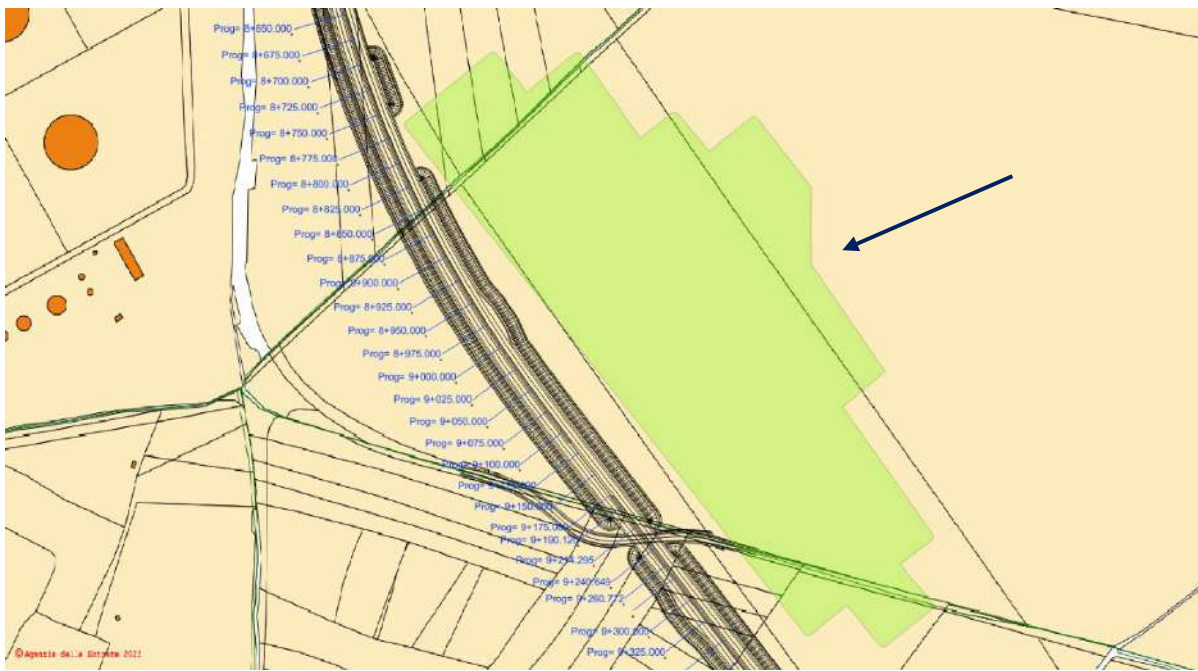 Prog= 8+650.000
Prog= 8+675.000
Prog= 8+700.000
Prog= 8+725.000
Prog= 8+750.000
Prog= 8+775.000
Prog= 8+800.000
Prog= 8+825.000
Prog= 8+850.000
Prog= 8+875.000
Prog= 8+900.000
Prog= 8+925.000
Prog= 8+950.000
Prog= 8+975.000
Prog= 9+000.000
Prog= 9+025.000
Prog= 9+050.000
Prog= 9+075.000
Prog= 9+100.000
Prog= 9+150.000
Prog= 9+175.000
Prog= 9+190.120
Prog= 9+214.295
Prog= 9+240.649
Prog= 9+260.772
Prog= 9+300.000
Prog= 9+325.000
©Agenzia delle Entrate 2023